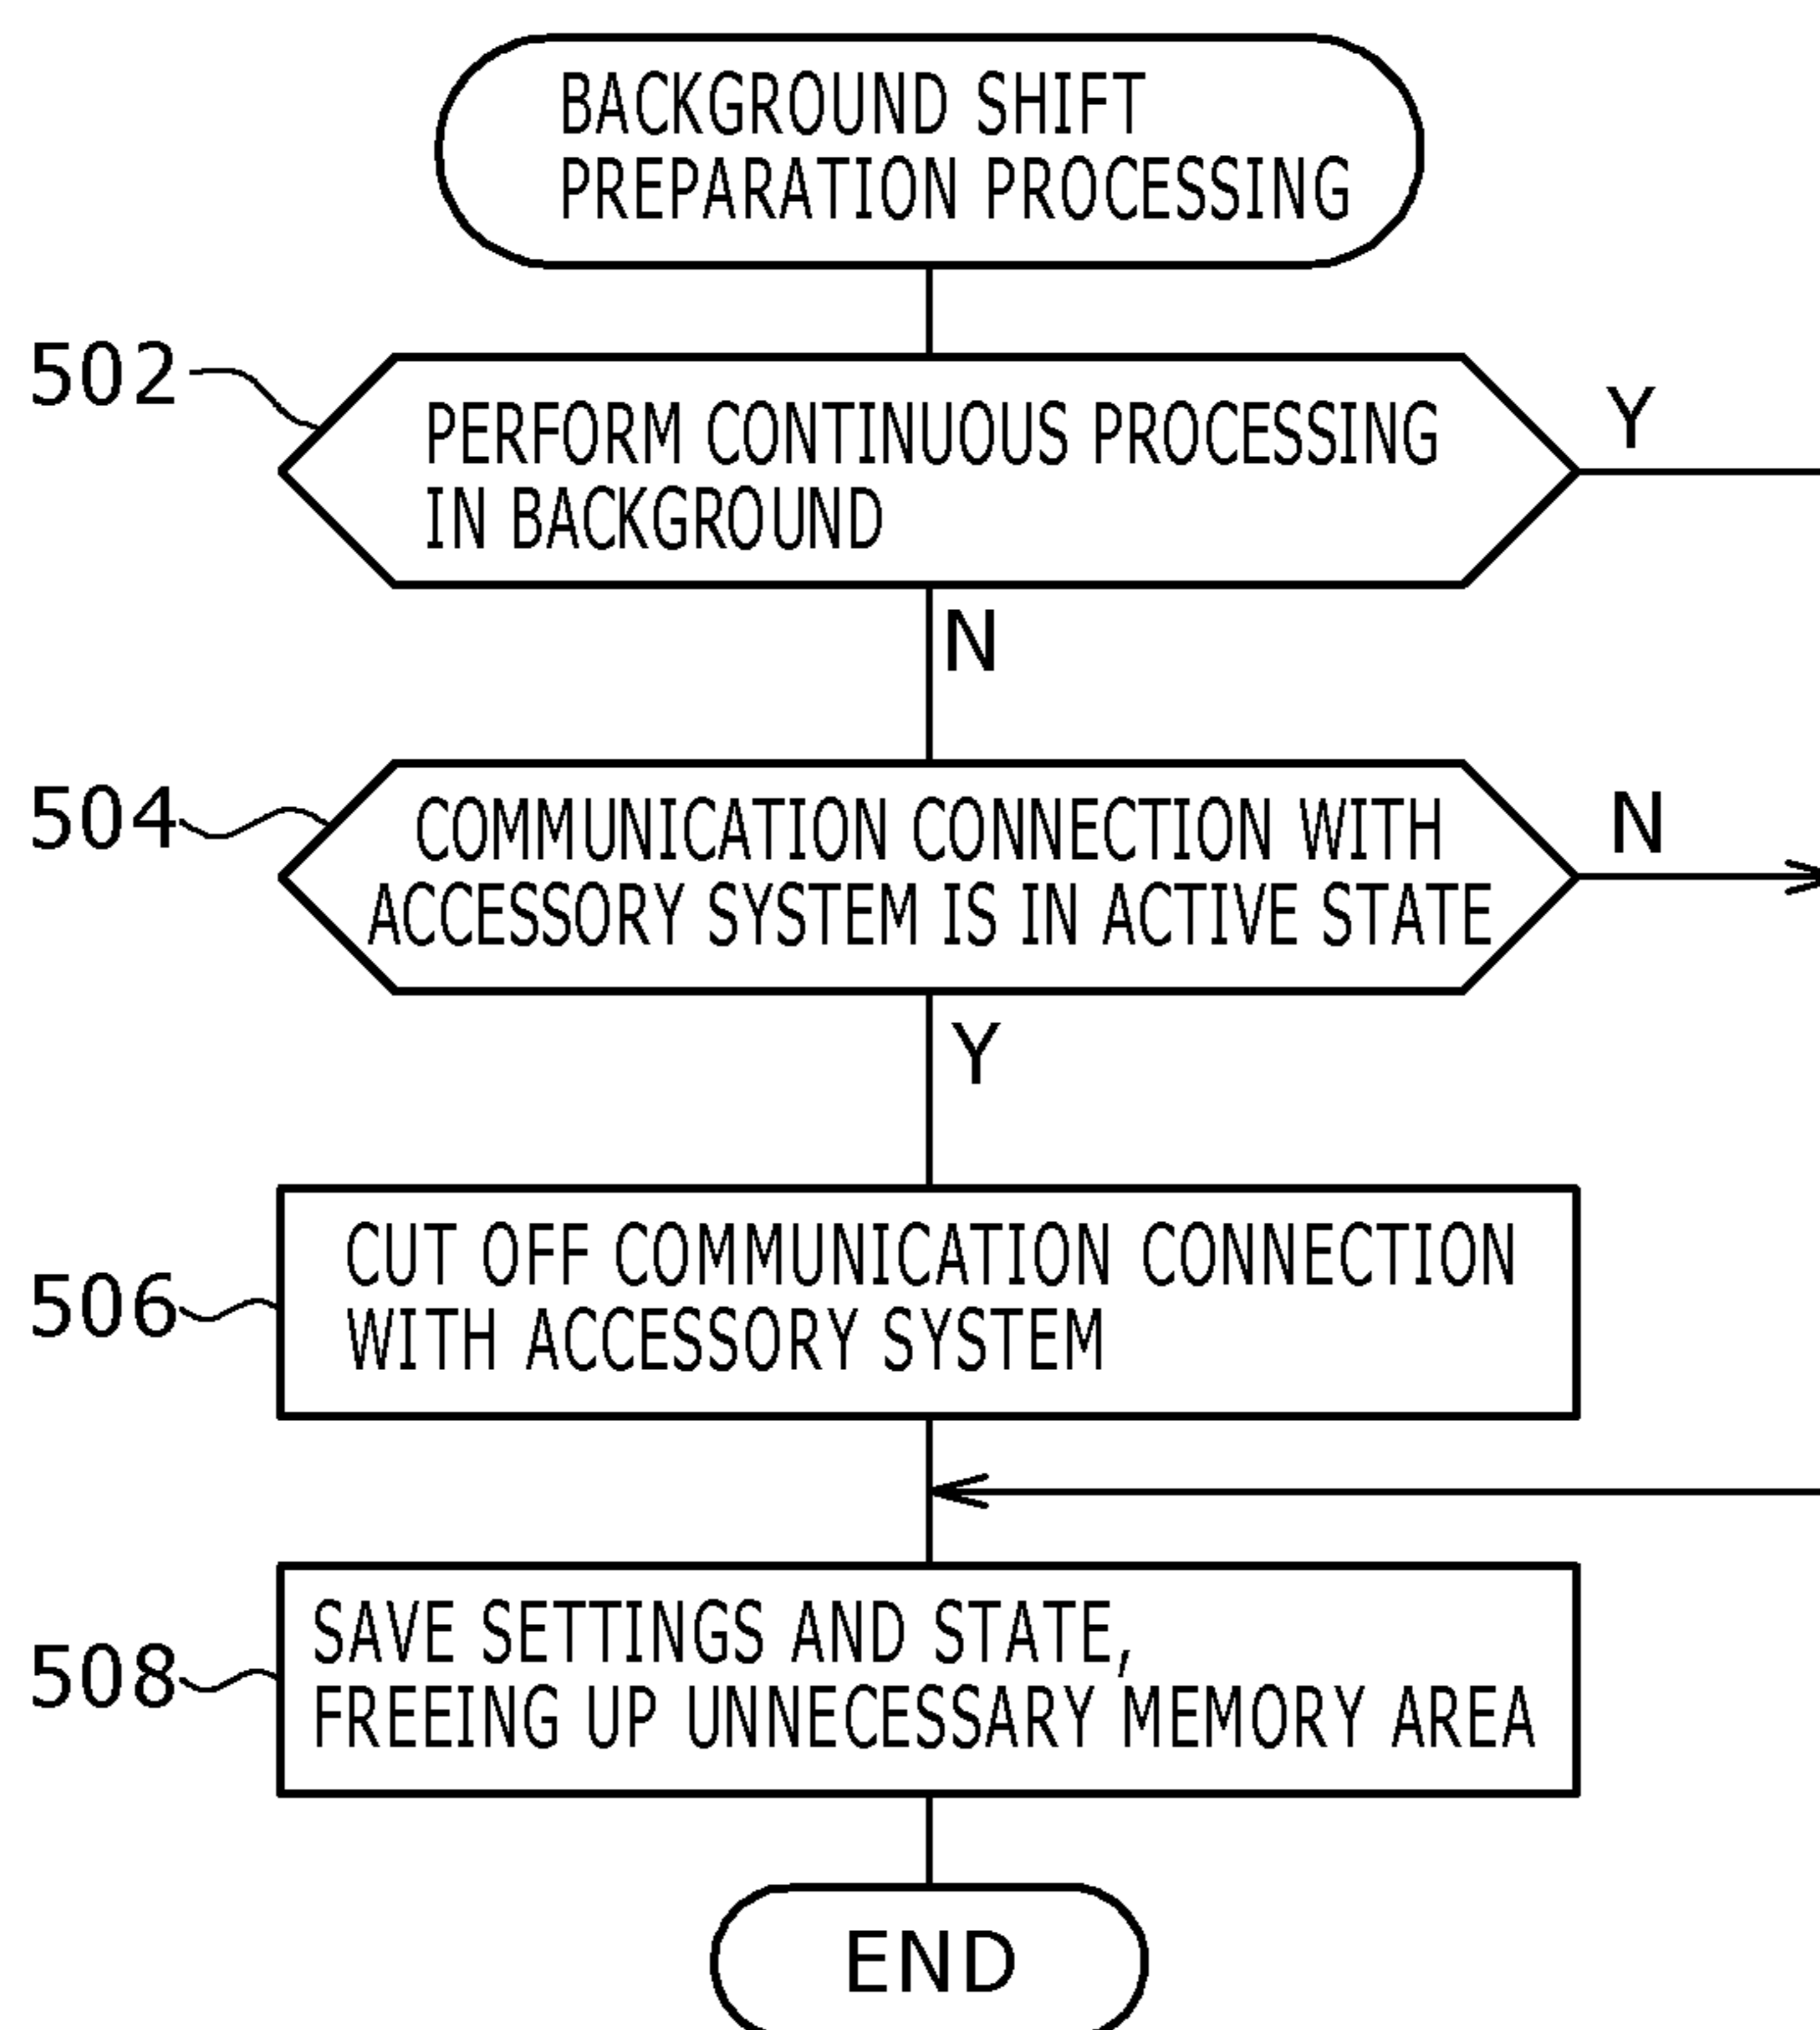 BACKGROUND SHIFT
PREPARATION PROCESSING
502
PERFORM CONTINUOUS PROCESSING
IN BACKGROUND
Y
N
504
COMMUNICATION CONNECTION WITH
ACCESSORY SYSTEM IS IN ACTIVE STATE
N
Y
506
CUT OFF COMMUNICATION CONNECTION
WITH ACCESSORY SYSTEM
508
SAVE SETTINGS AND STATE,
FREEING UP UNNECESSARY MEMORY AREA
END